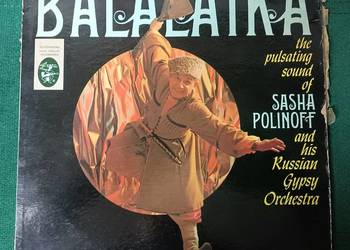 BALALAIKA
the
pulsating
sound
of
SASHA
POLINOFF
and
his
Russian
Gypsy
Orchestra